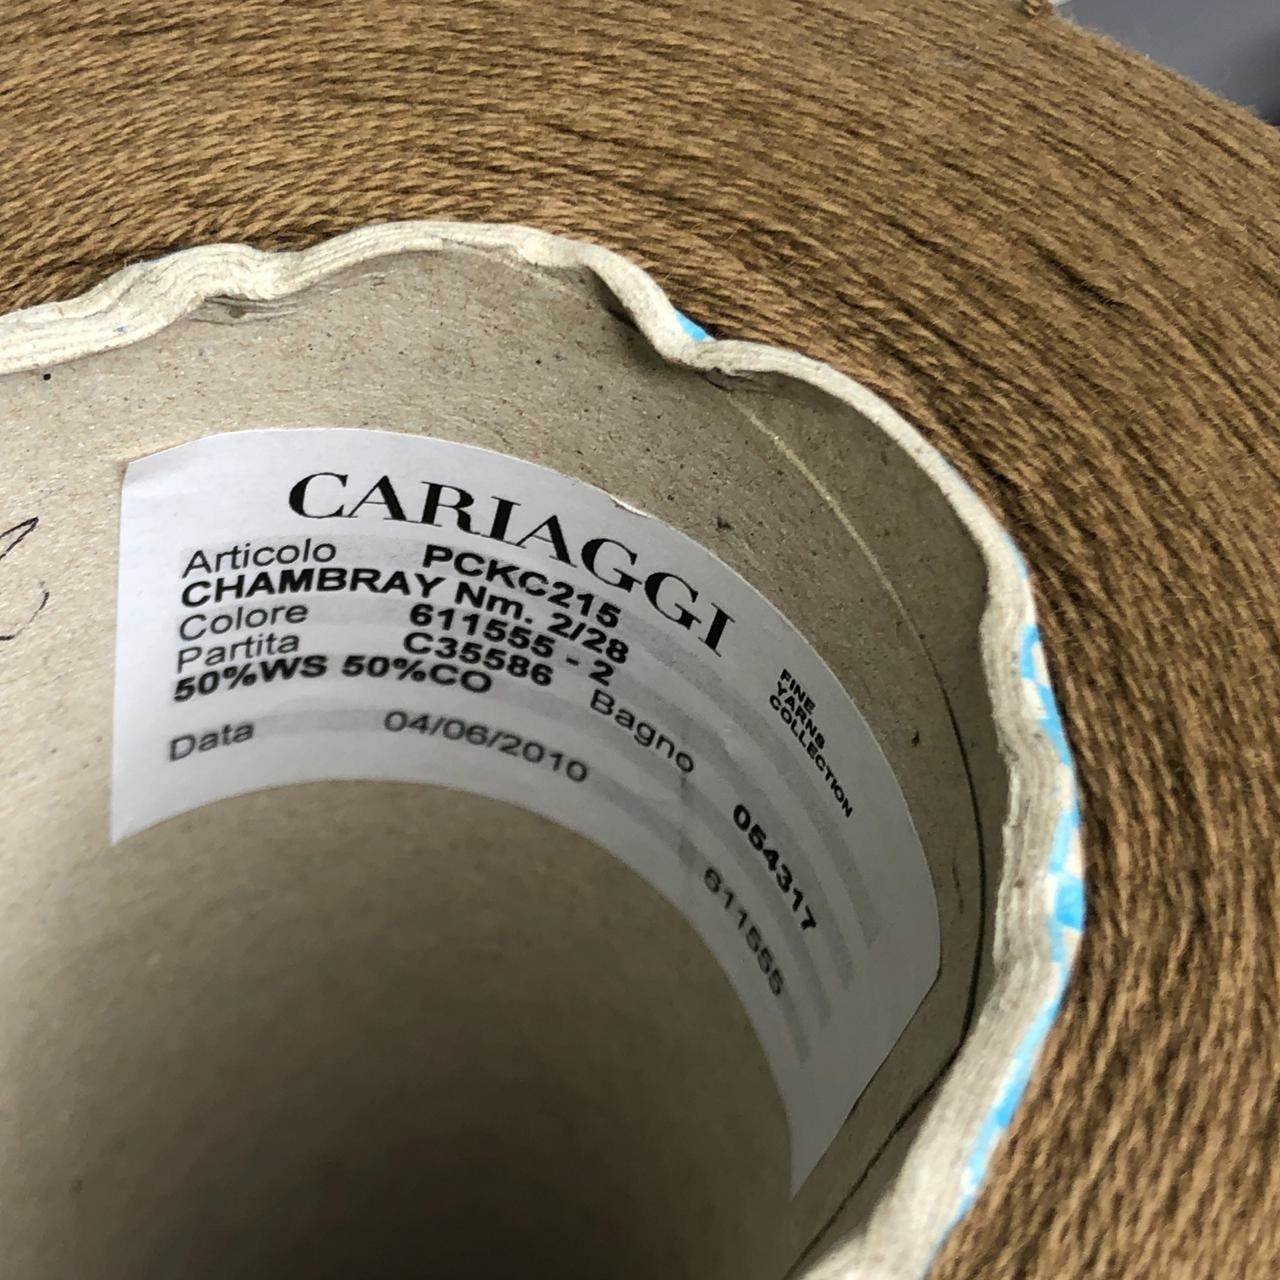 CARIAGGI
FINE
YARNS
COLLECTION
Articolo PCKC215
CHAMBRAY Nm. 2/28
Colore 611555 - 2
Partita C35586 Bagno 054317
50%WS 50%CO
Data 04/06/2010 611555